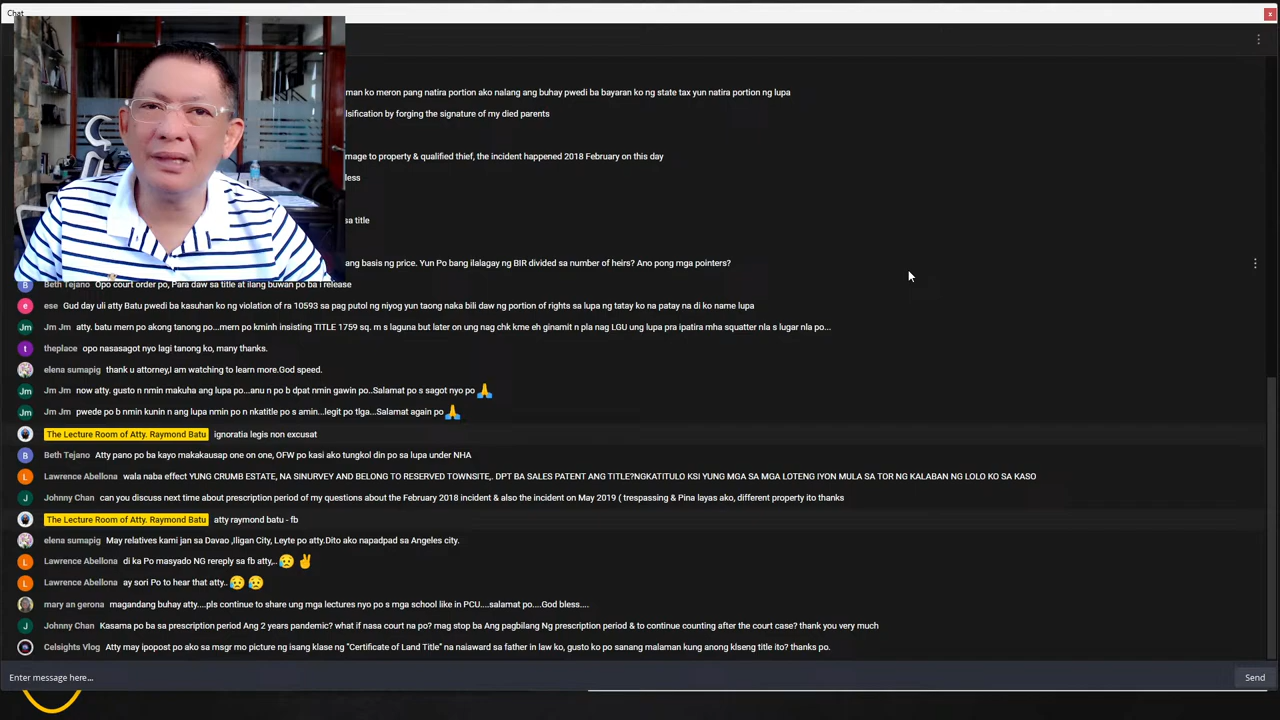 Chat
man ko meron pang natira portion ako nalang ang buhay pwedi ba bayaran ko ng state tax yun natira portion ng lupa
lsification by forging the signature of my died parents
mage to property & qualified thief, the incident happened 2018 February on this day
less
sa title
ang basis ng price. Yun Po bang ilalagay ng BIR divided sa number of heirs? Ano pong mga pointers?
B Beth Tejano Opo court order po, Para daw sa title at ilang buwan po ba i release
e ese Gud day uli atty Batu pwedi ba kasuhan ko ng violation of ra 10593 sa pag putol ng niyog yun taong naka bili daw ng portion of rights sa lupa ng tatay ko na patay na di ko name lupa
Jm Jm Jm atty. batu mern po akong tanong po...mern po kminh insisting TITLE 1759 sq. m s laguna but later on ung nag chk kme eh ginamit n pla nag LGU ung lupa pra ipatira mha squatter nla s lugar nla po...
t theplace opo nasasagot nyo lagi tanong ko, many thanks.
elena sumapig thank u attorney,I am watching to learn more.God speed.
Jm Jm Jm now atty. gusto n nmin makuha ang lupa po...anu n po b dpat nmin gawin po..Salamat po s sagot nyo po 🙏
Jm Jm Jm pwede po b nmin kunin n ang lupa nmin po n nkatitle po s amin...legit po tlga...Salamat again po 🙏
The Lecture Room of Atty. Raymond Batu ignoratia legis non excusat
B Beth Tejano Atty pano po ba kayo makakausap one on one, OFW po kasi ako tungkol din po sa lupa under NHA
L Lawrence Abellona wala naba effect YUNG CRUMB ESTATE, NA SINURVEY AND BELONG TO RESERVED TOWNSITE,. DPT BA SALES PATENT ANG TITLE?NGKATITULO KSI YUNG MGA SA MGA LOTENG IYON MULA SA TOR NG KALABAN NG LOLO KO SA KASO
J Johnny Chan can you discuss next time about prescription period of my questions about the February 2018 incident & also the incident on May 2019 ( trespassing & Pina layas ako, different property ito thanks
The Lecture Room of Atty. Raymond Batu atty raymond batu - fb
elena sumapig May relatives kami jan sa Davao ,Iligan City, Leyte po atty.Dito ako napadpad sa Angeles city.
L Lawrence Abellona di ka Po masyado NG rereply sa fb atty,.. 😥 ✌
L Lawrence Abellona ay sori Po to hear that atty.. 😥 😥
mary an gerona magandang buhay atty....pls continue to share ung mga lectures nyo po s mga school like in PCU....salamat po....God bless....
J Johnny Chan Kasama po ba sa prescription period Ang 2 years pandemic? what if nasa court na po? mag stop ba Ang pagbilang Ng prescription period & to continue counting after the court case? thank you very much
Celsights Vlog Atty may ipopost po ako sa msgr mo picture ng isang klase ng "Certificate of Land Title" na naiaward sa father in law ko, gusto ko po sanang malaman kung anong klseng title ito? thanks po.
Enter message here...
Send